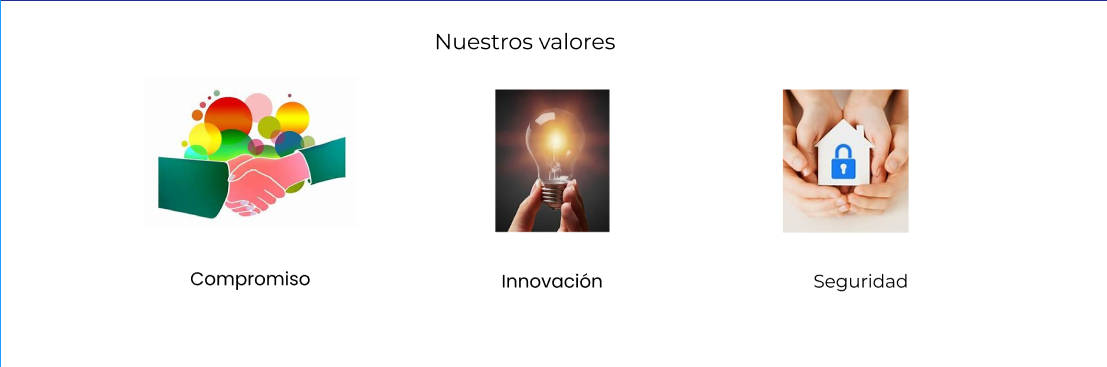 Nuestros valores
Compromiso
Innovación
Seguridad